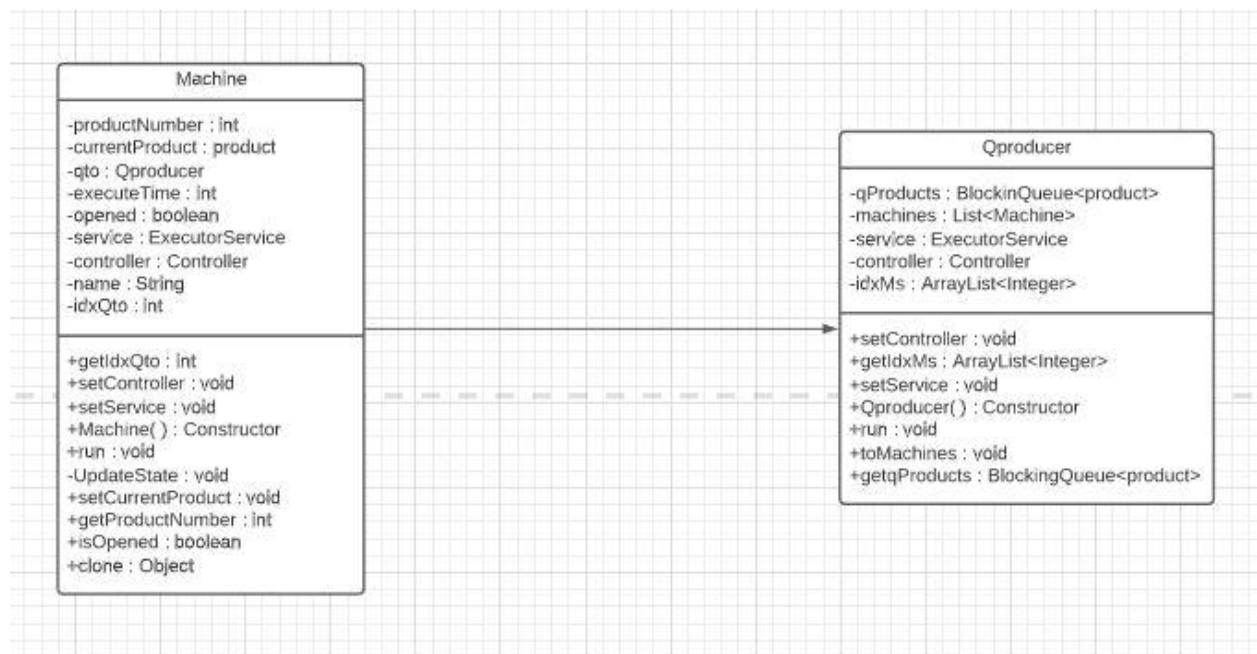 Machine
-productNumber : int
-currentProduct : product
-qto : Qproducer
-executeTime : int
-opened : boolean
-service : ExecutorService
-controller : Controller
-name : String
-idxQto : int
+getIdxQto : int
+setController : void
+setService : void
+Machine( ) : Constructor
+run : void
-UpdateState : void
+setCurrentProduct : void
+getProductNumber : int
+isOpened : boolean
+clone : Object
Qproducer
-qProducts : BlockinQueue<product>
-machines : List<Machine>
-service : ExecutorService
-controller : Controller
-idxMs : ArrayList<Integer>
+setController : void
+getIdxMs : ArrayList<Integer>
+setService : void
+Qproducer( ) : Constructor
+run : void
+toMachines : void
+getqProducts : BlockingQueue<product>